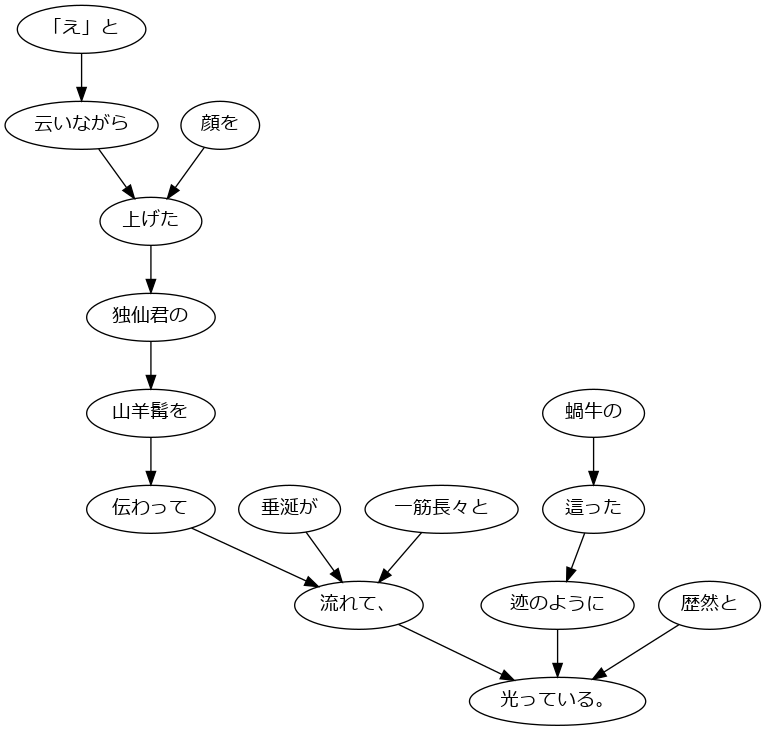 「え」と
云いながら
顔を
上げた
独仙君の
山羊髯を
伝わって
垂涎が
一筋長々と
流れて、
蝸牛の
這った
迹のように
歴然と
光っている。